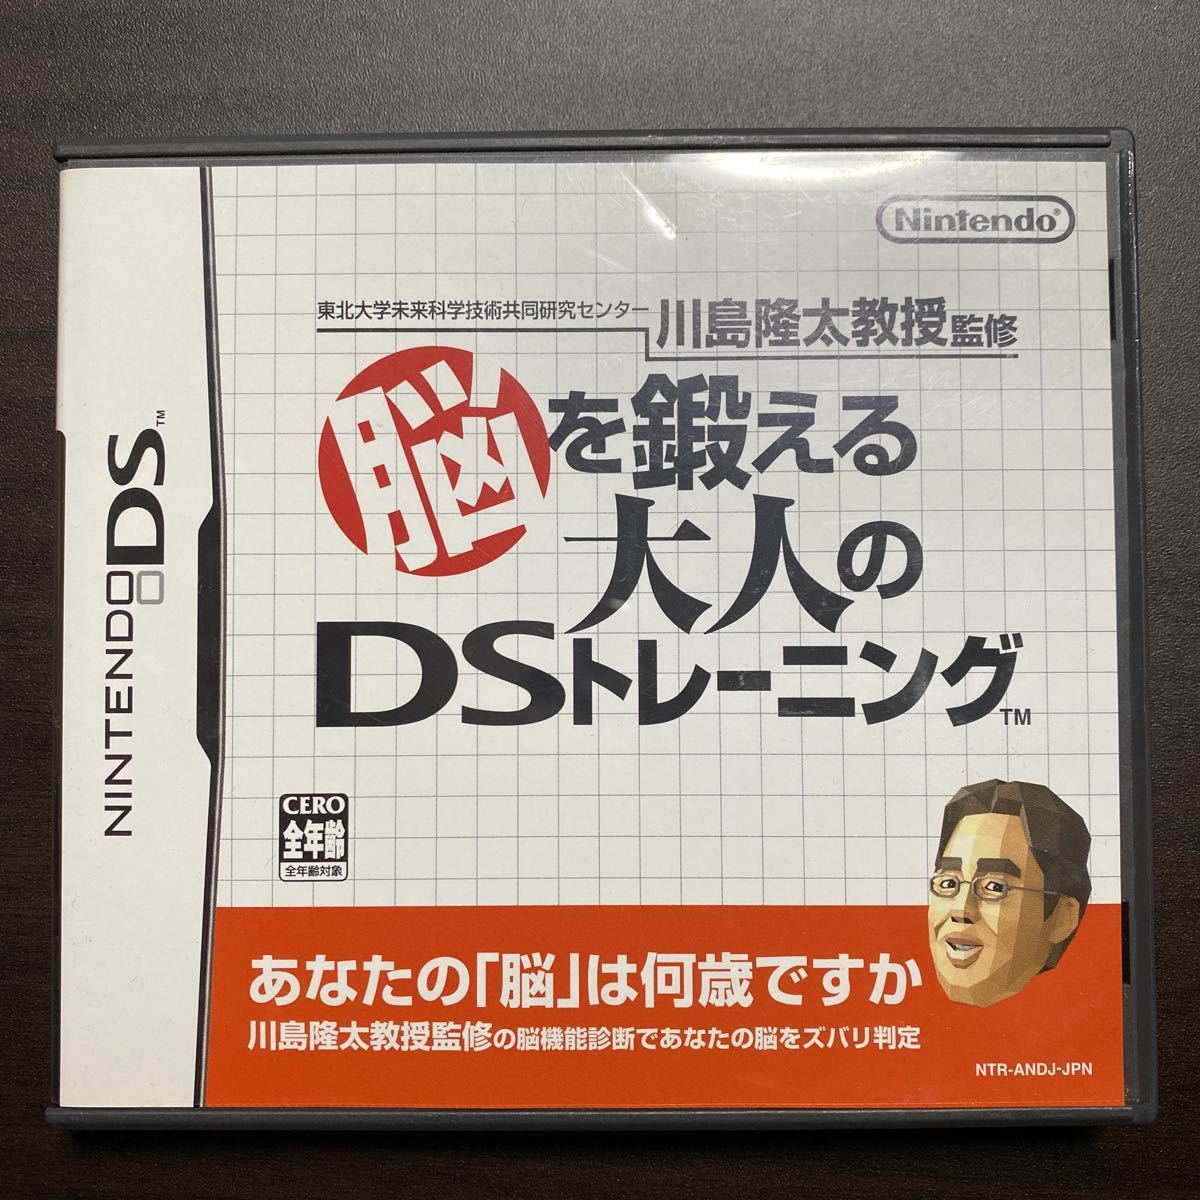 Nintendo®
東北大学未来科学技術共同研究センター
川島隆太教授監修
脳を鍛える
大人の
DSトレーニング™
NINTENDO DS™
CERO
全年齢
全年齢対象
あなたの「脳」は何歳ですか
川島隆太教授監修の脳機能診断であなたの脳をズバリ判定
NTR-ANDJ-JPN